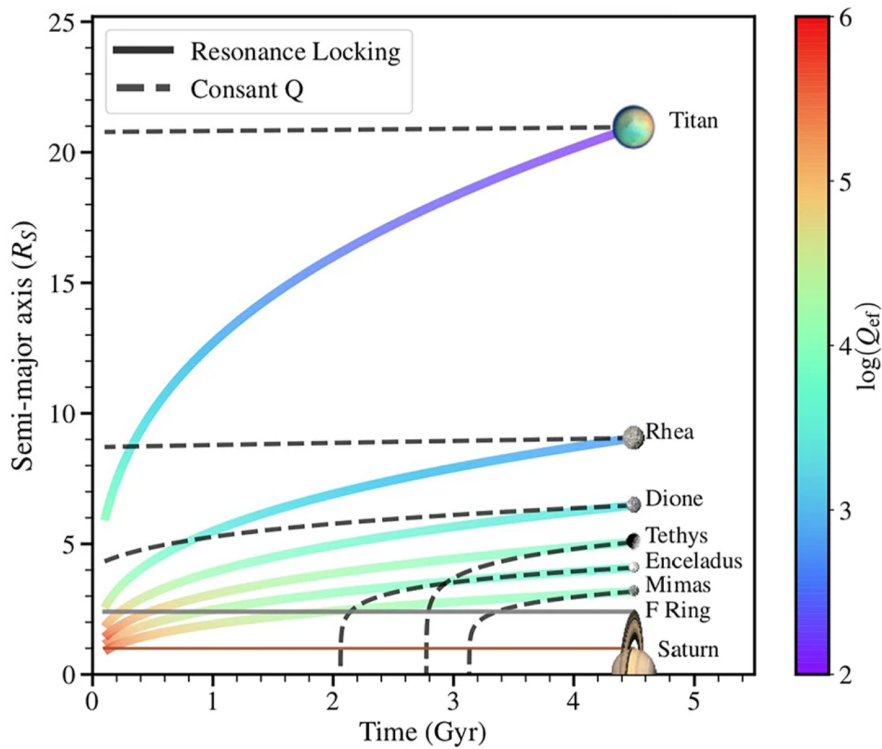 Resonance Locking
Consant Q
Titan
Rhea
Dione
Tethys
Enceladus
Mimas
F Ring
Saturn
25
20
15
10
5
0
Semi-major axis (R_S)
0 1 2 3 4 5
Time (Gyr)
6
5
4
3
2
log(Q_ef)